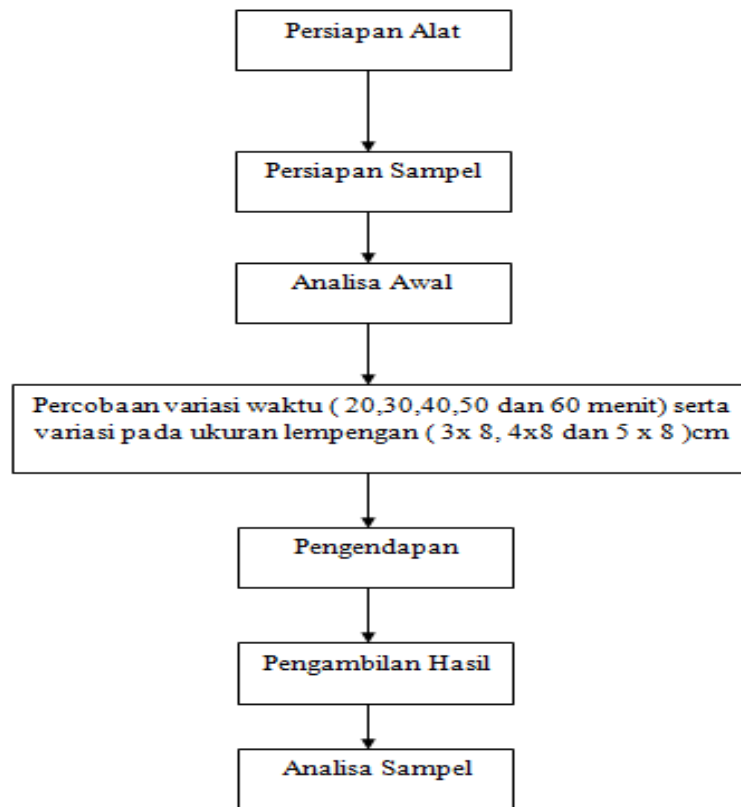 Persiapan Alat
Persiapan Sampel
Analisa Awal
Percobaan variasi waktu ( 20,30,40,50 dan 60 menit) serta
variasi pada ukuran lempengan ( 3x 8, 4x8 dan 5 x 8 )cm
Pengendapan
Pengambilan Hasil
Analisa Sampel